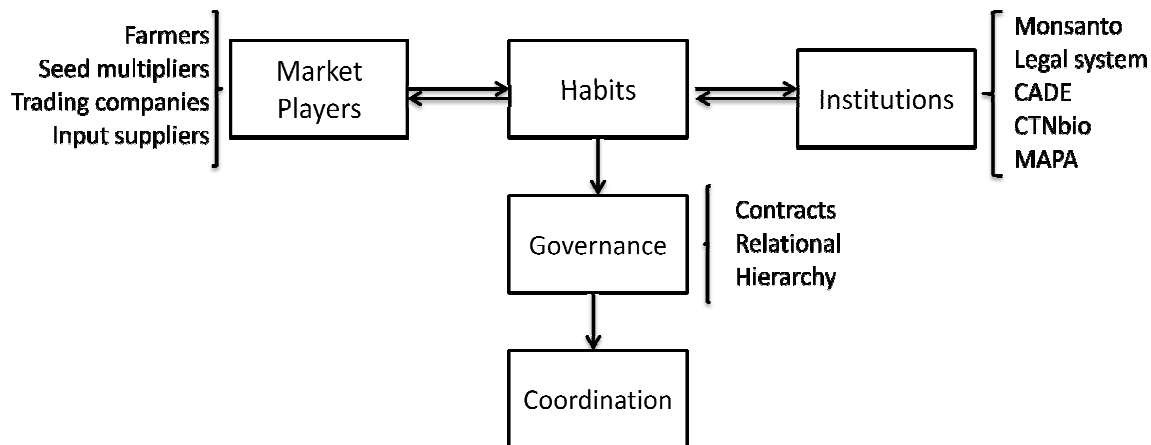 Farmers
Seed multipliers
Trading companies
Input suppliers
Market
Players
Habits
Institutions
Monsanto
Legal system
CADE
CTNbio
MAPA
Governance
Contracts
Relational
Hierarchy
Coordination